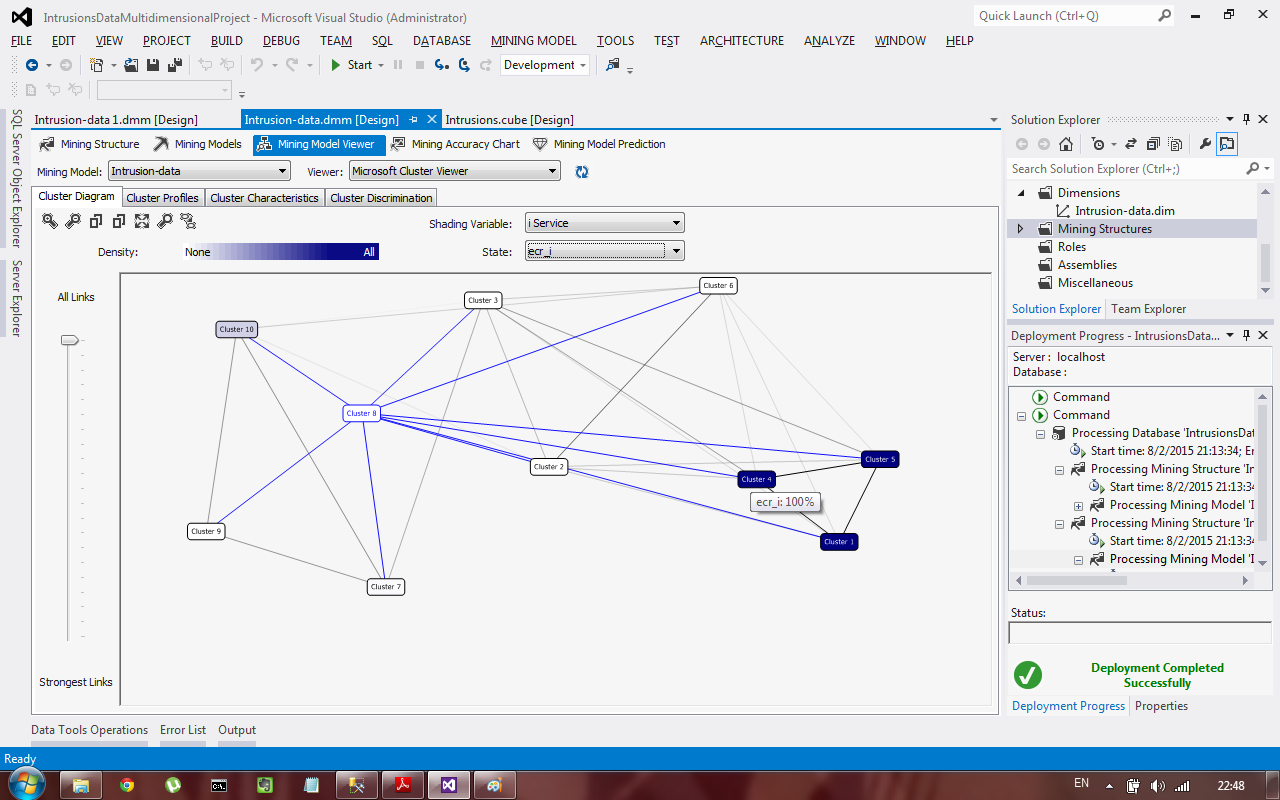 IntrusionsDataMultidimensionalProject - Microsoft Visual Studio (Administrator)
Quick Launch (Ctrl+Q)
FILE EDIT VIEW PROJECT BUILD DEBUG TEAM SQL DATABASE MINING MODEL TOOLS TEST ARCHITECTURE ANALYZE WINDOW HELP
Start
Development
SQL Server Object Explorer
Server Explorer
Intrusion-data 1.dmm [Design]
Intrusion-data.dmm [Design]
Intrusions.cube [Design]
Mining Structure
Mining Models
Mining Model Viewer
Mining Accuracy Chart
Mining Model Prediction
Mining Model: Intrusion-data
Viewer: Microsoft Cluster Viewer
Cluster Diagram
Cluster Profiles
Cluster Characteristics
Cluster Discrimination
Shading Variable: i Service
Density: None All
State: ecr_i
All Links
Strongest Links
Cluster 6
Cluster 3
Cluster 10
Cluster 8
Cluster 5
Cluster 2
Cluster 4
ecr_i: 100%
Cluster 9
Cluster 1
Cluster 7
Solution Explorer
Search Solution Explorer (Ctrl+;)
Dimensions
Intrusion-data.dim
Mining Structures
Roles
Assemblies
Miscellaneous
Solution Explorer
Team Explorer
Deployment Progress - IntrusionsData...
Server : localhost
Database :
Command
Command
Processing Database 'IntrusionsDat
Start time: 8/2/2015 21:13:34; En
Processing Mining Structure 'In
Start time: 8/2/2015 21:13:34
Processing Mining Model 'I
Processing Mining Structure 'In
Start time: 8/2/2015 21:13:34
Processing Mining Model 'I
Status:
Deployment Completed
Successfully
Deployment Progress
Properties
Data Tools Operations
Error List
Output
Ready
EN
22:48